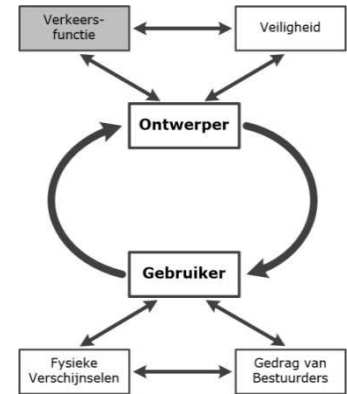 Verkeers-
functie
Veiligheid
Ontwerper
Gebruiker
Fysieke
Verschijnselen
Gedrag van
Bestuurders